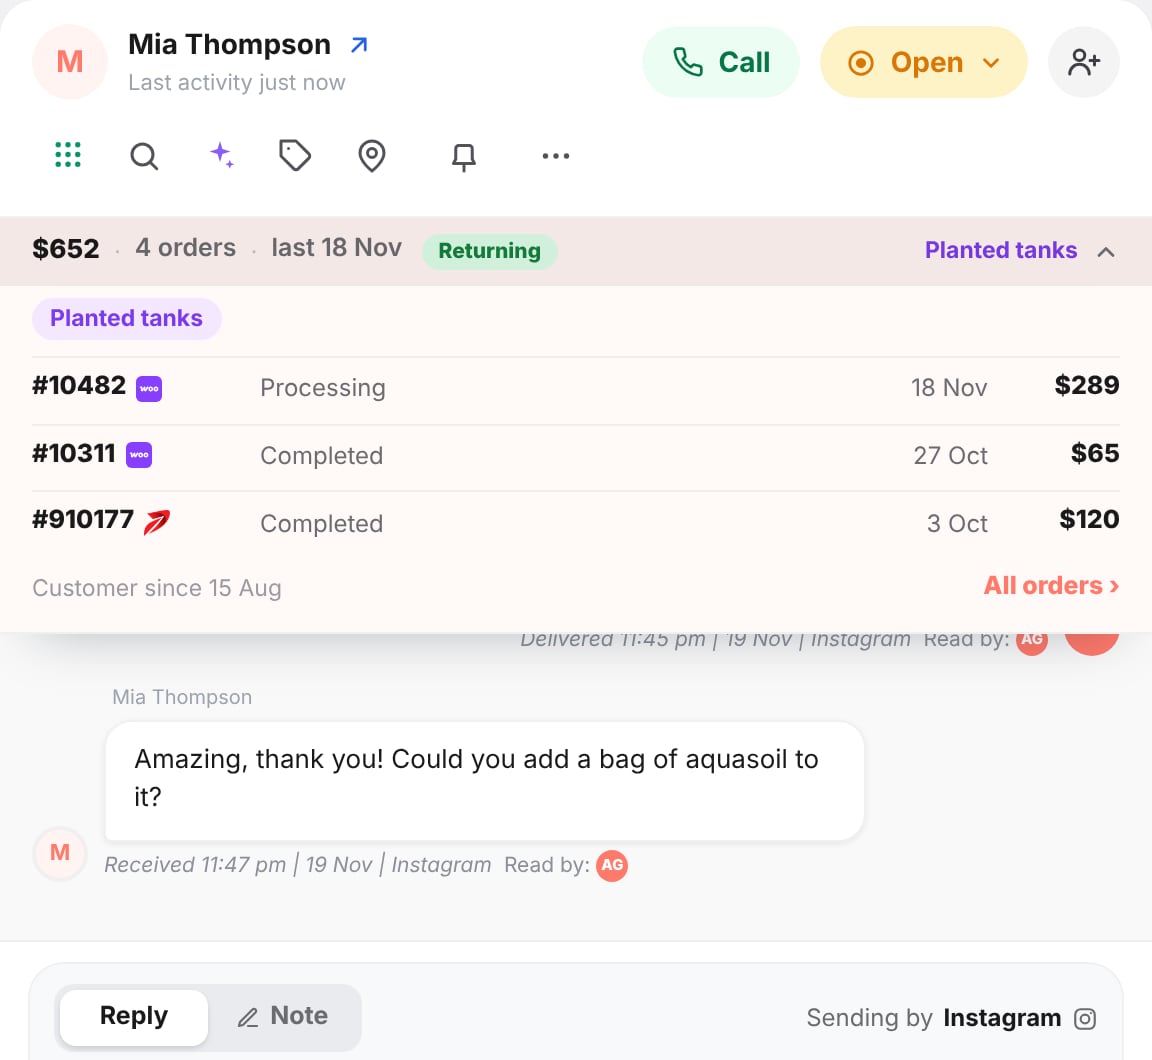 M
Mia Thompson
Last activity just now
Call
Open
$652 · 4 orders · last 18 Nov Returning Planted tanks
Planted tanks
#10482 woo Processing 18 Nov $289
#10311 woo Completed 27 Oct $65
#910177 Completed 3 Oct $120
Customer since 15 Aug All orders ›
Delivered 11:45 pm | 19 Nov | Instagram Read by: AG
Mia Thompson
Amazing, thank you! Could you add a bag of aquasoil to
it?
M
Received 11:47 pm | 19 Nov | Instagram Read by: AG
Reply Note Sending by Instagram